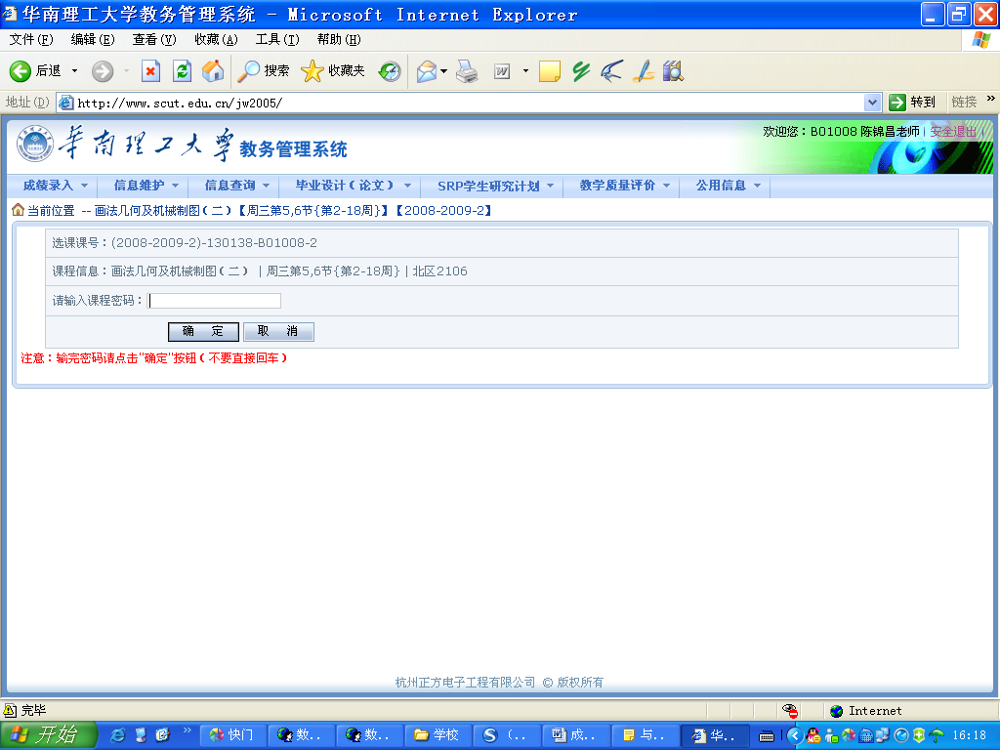 华南理工大学教务管理系统 - Microsoft Internet Explorer
文件(F) 编辑(E) 查看(V) 收藏(A) 工具(T) 帮助(H)
后退 搜索 收藏夹
地址(D) http://www.scut.edu.cn/jw2005/ 转到 链接 »
华南理工大学 教务管理系统 欢迎您：B01008 陈锦昌老师 | 安全退出
成绩录入 信息维护 信息查询 毕业设计（论文） SRP学生研究计划 教学质量评价 公用信息
当前位置 -- 画法几何及机械制图（二）【周三第5,6节{第2-18周}】【2008-2009-2】
选课课号：(2008-2009-2)-130138-B01008-2
课程信息：画法几何及机械制图（二） | 周三第5,6节{第2-18周} | 北区2106
请输入课程密码：
确 定 取 消
注意：输完密码请点击"确定"按钮（不要直接回车）
杭州正方电子工程有限公司 © 版权所有
完毕 Internet
开始 » 快门 数.. 数.. 学校 （.. 成.. 与.. 华.. 16:18